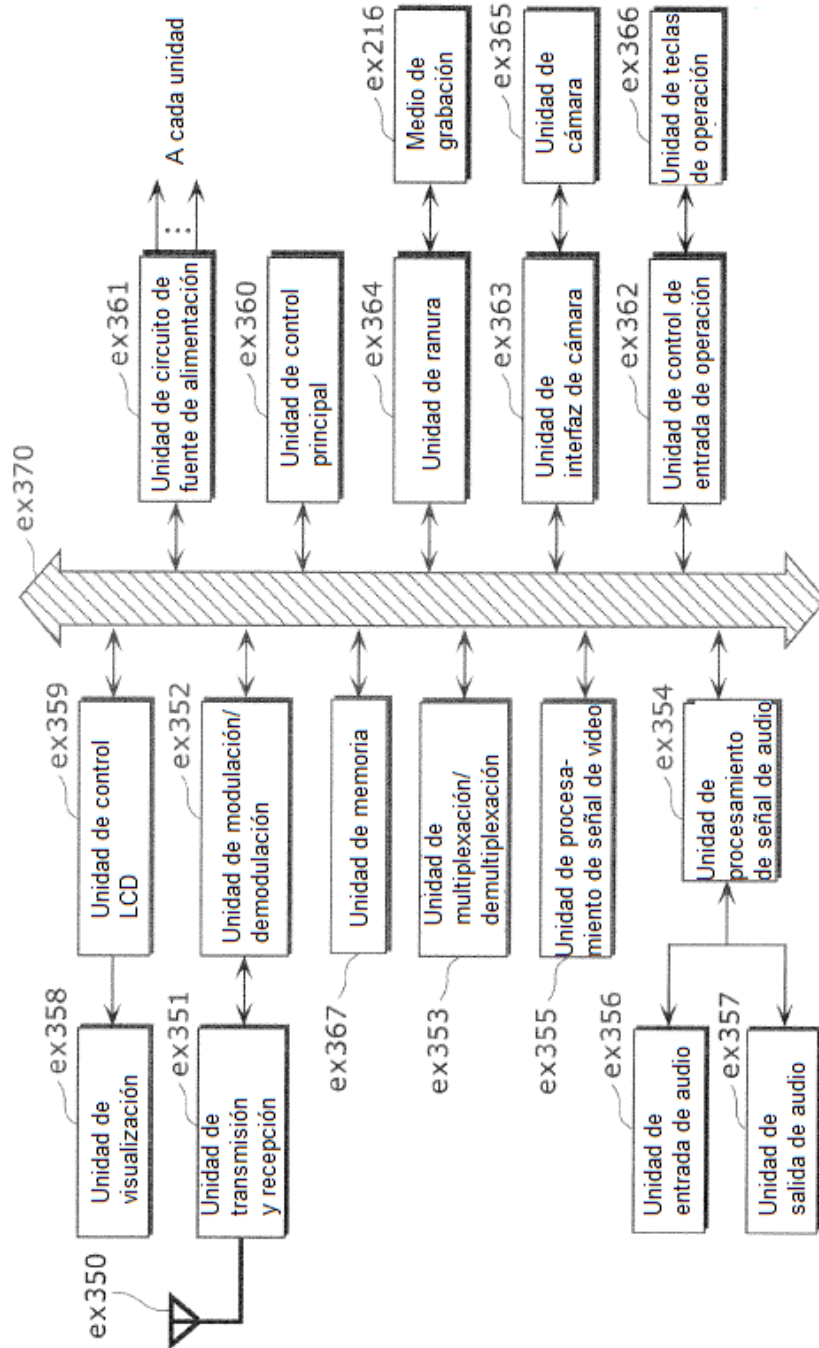 ex370
ex350
ex358
Unidad de
visualización
ex359
Unidad de control
LCD
ex361
Unidad de circuito de
fuente de alimentación
A cada unidad
ex351
Unidad de
transmisión
y recepción
ex352
Unidad de modulación/
demodulación
ex360
Unidad de control
principal
ex367
Unidad de memoria
ex364
Unidad de ranura
ex216
Medio de
grabación
ex353
Unidad de
multiplexación/
demultiplexación
ex363
Unidad de
interfaz de cámara
ex365
Unidad de
cámara
ex355
Unidad de procesa-
miento de señal de vídeo
ex362
Unidad de control de
entrada de operación
ex366
Unidad de teclas
de operación
ex356
Unidad de
entrada de audio
ex354
Unidad de
procesamiento
de señal de audio
ex357
Unidad de
salida de audio